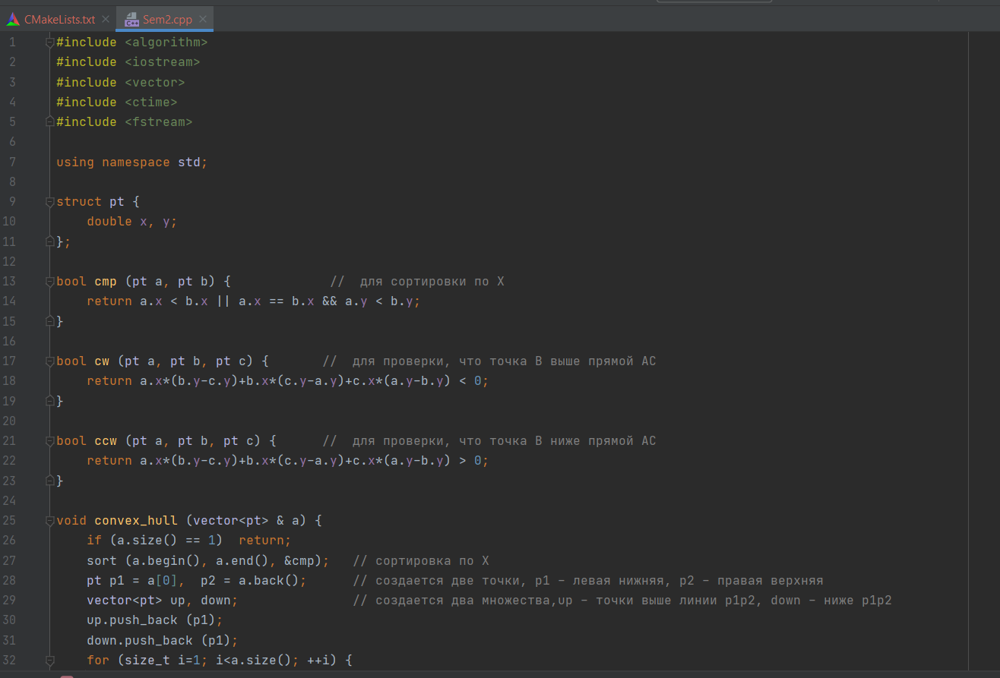 CMakeLists.txt × Sem2.cpp ×
1 #include <algorithm>
2 #include <iostream>
3 #include <vector>
4 #include <ctime>
5 #include <fstream>
6
7 using namespace std;
8
9 struct pt {
10     double x, y;
11 };
12
13 bool cmp (pt a, pt b) {             //  для сортировки по X
14     return a.x < b.x || a.x == b.x && a.y < b.y;
15 }
16
17 bool cw (pt a, pt b, pt c) {       //  для проверки, что точка B выше прямой AC
18     return a.x*(b.y-c.y)+b.x*(c.y-a.y)+c.x*(a.y-b.y) < 0;
19 }
20
21 bool ccw (pt a, pt b, pt c) {      //  для проверки, что точка B ниже прямой AC
22     return a.x*(b.y-c.y)+b.x*(c.y-a.y)+c.x*(a.y-b.y) > 0;
23 }
24
25 void convex_hull (vector<pt> & a) {
26     if (a.size() == 1)  return;
27     sort (a.begin(), a.end(), &cmp);   // сортировка по X
28     pt p1 = a[0],  p2 = a.back();      // создается две точки, p1 – левая нижняя, p2 – правая верхняя
29     vector<pt> up, down;               // создается два множества,up – точки выше линии p1p2, down – ниже p1p2
30     up.push_back (p1);
31     down.push_back (p1);
32     for (size_t i=1; i<a.size(); ++i) {